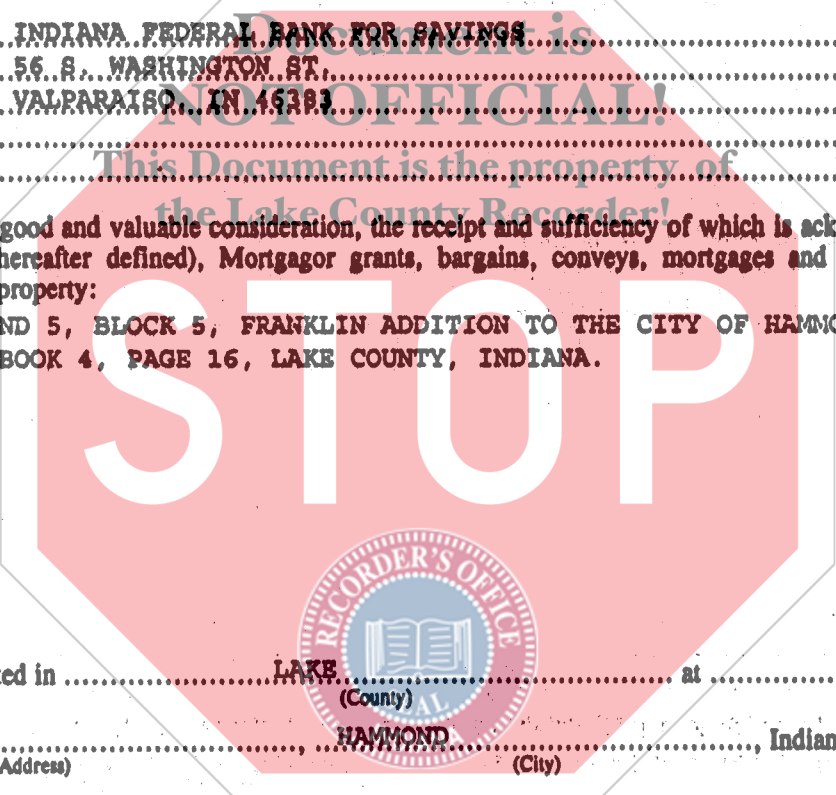 INDIANA FEDERAL BANK FOR SAVINGS
56 S. WASHINGTON ST.
VALPARAISO, IN 46383
Document is
NOT OFFICIAL!
This Document is the property of
the Lake County Recorder!
good and valuable consideration, the receipt and sufficiency of which is ack
hereafter defined), Mortgagor grants, bargains, conveys, mortgages and
property:
ND 5, BLOCK 5, FRANKLIN ADDITION TO THE CITY OF HAMMO
BOOK 4, PAGE 16, LAKE COUNTY, INDIANA.
STOP
RECORDER'S OFFICE
ted in LAKE at
(County)
HAMMOND , Indian
Address) (City)